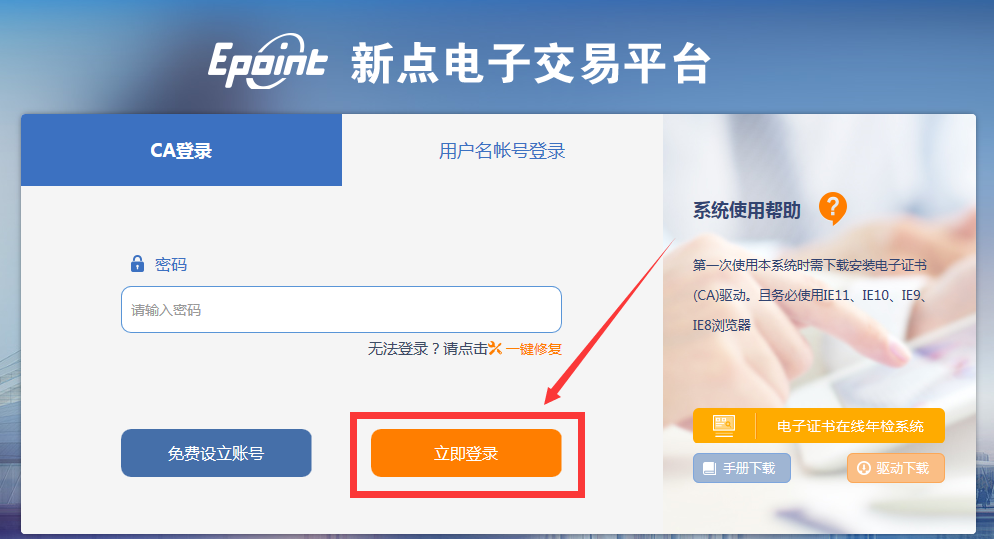 Epoint 新点电子交易平台
CA登录
用户名帐号登录
密码
请输入密码
无法登录？请点击 一键修复
免费设立账号
立即登录
系统使用帮助 ?
第一次使用本系统时需下载安装电子证书
(CA)驱动。且务必使用IE11、IE10、IE9、
IE8浏览器
电子证书在线年检系统
手册下载
驱动下载